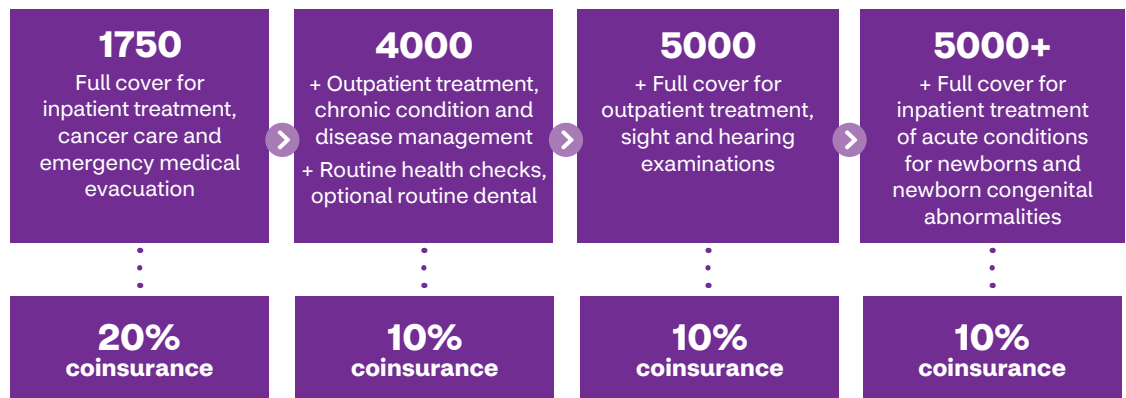 1750
Full cover for
inpatient treatment,
cancer care and
emergency medical
evacuation
4000
+ Outpatient treatment,
chronic condition and
disease management
+ Routine health checks,
optional routine dental
5000
+ Full cover for
outpatient treatment,
sight and hearing
examinations
5000+
+ Full cover for
inpatient treatment
of acute conditions
for newborns and
newborn congenital
abnormalities
20%
coinsurance
10%
coinsurance
10%
coinsurance
10%
coinsurance